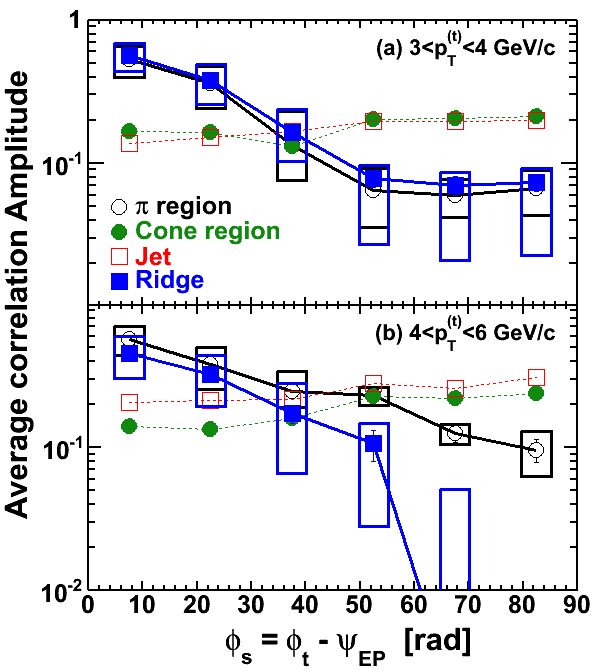 1
(a) 3<p_T^(t)<4 GeV/c
10^-1
π region
Cone region
Jet
Ridge
(b) 4<p_T^(t)<6 GeV/c
10^-1
10^-2
0 10 20 30 40 50 60 70 80 90
ϕ_s = ϕ_t - ψ_EP [rad]
Average correlation Amplitude